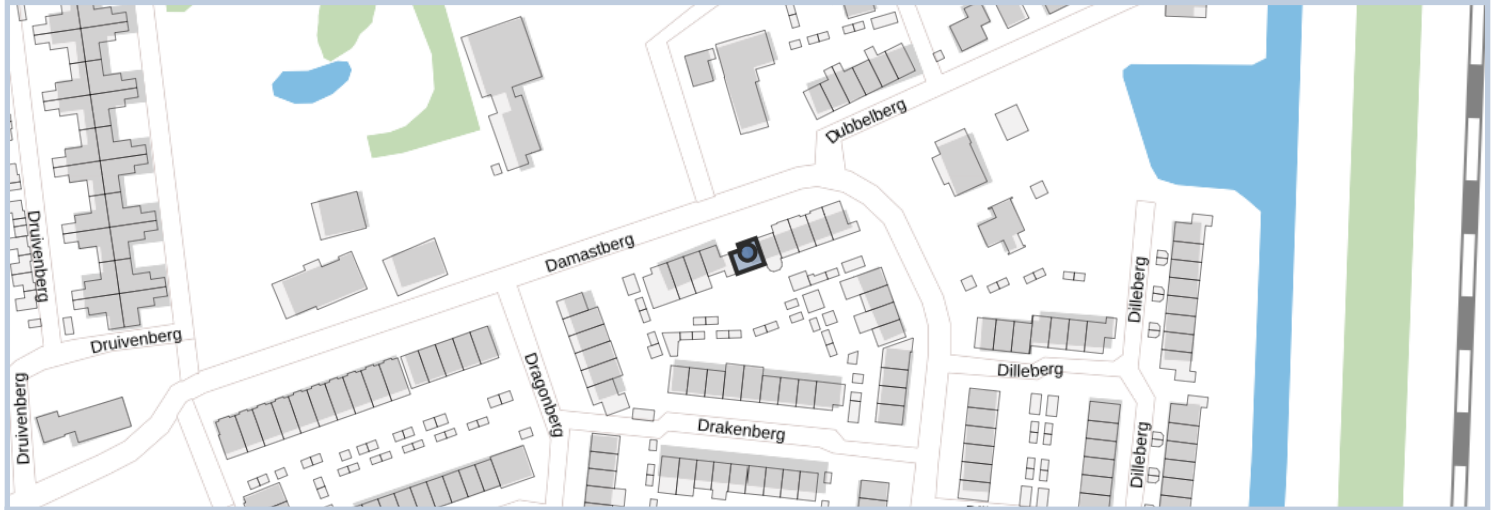 Dubbelberg
Druivenberg
Damastberg
Dilleberg
Druivenberg
Dilleberg
Druivenberg
Dragonberg
Drakenberg
Dilleberg